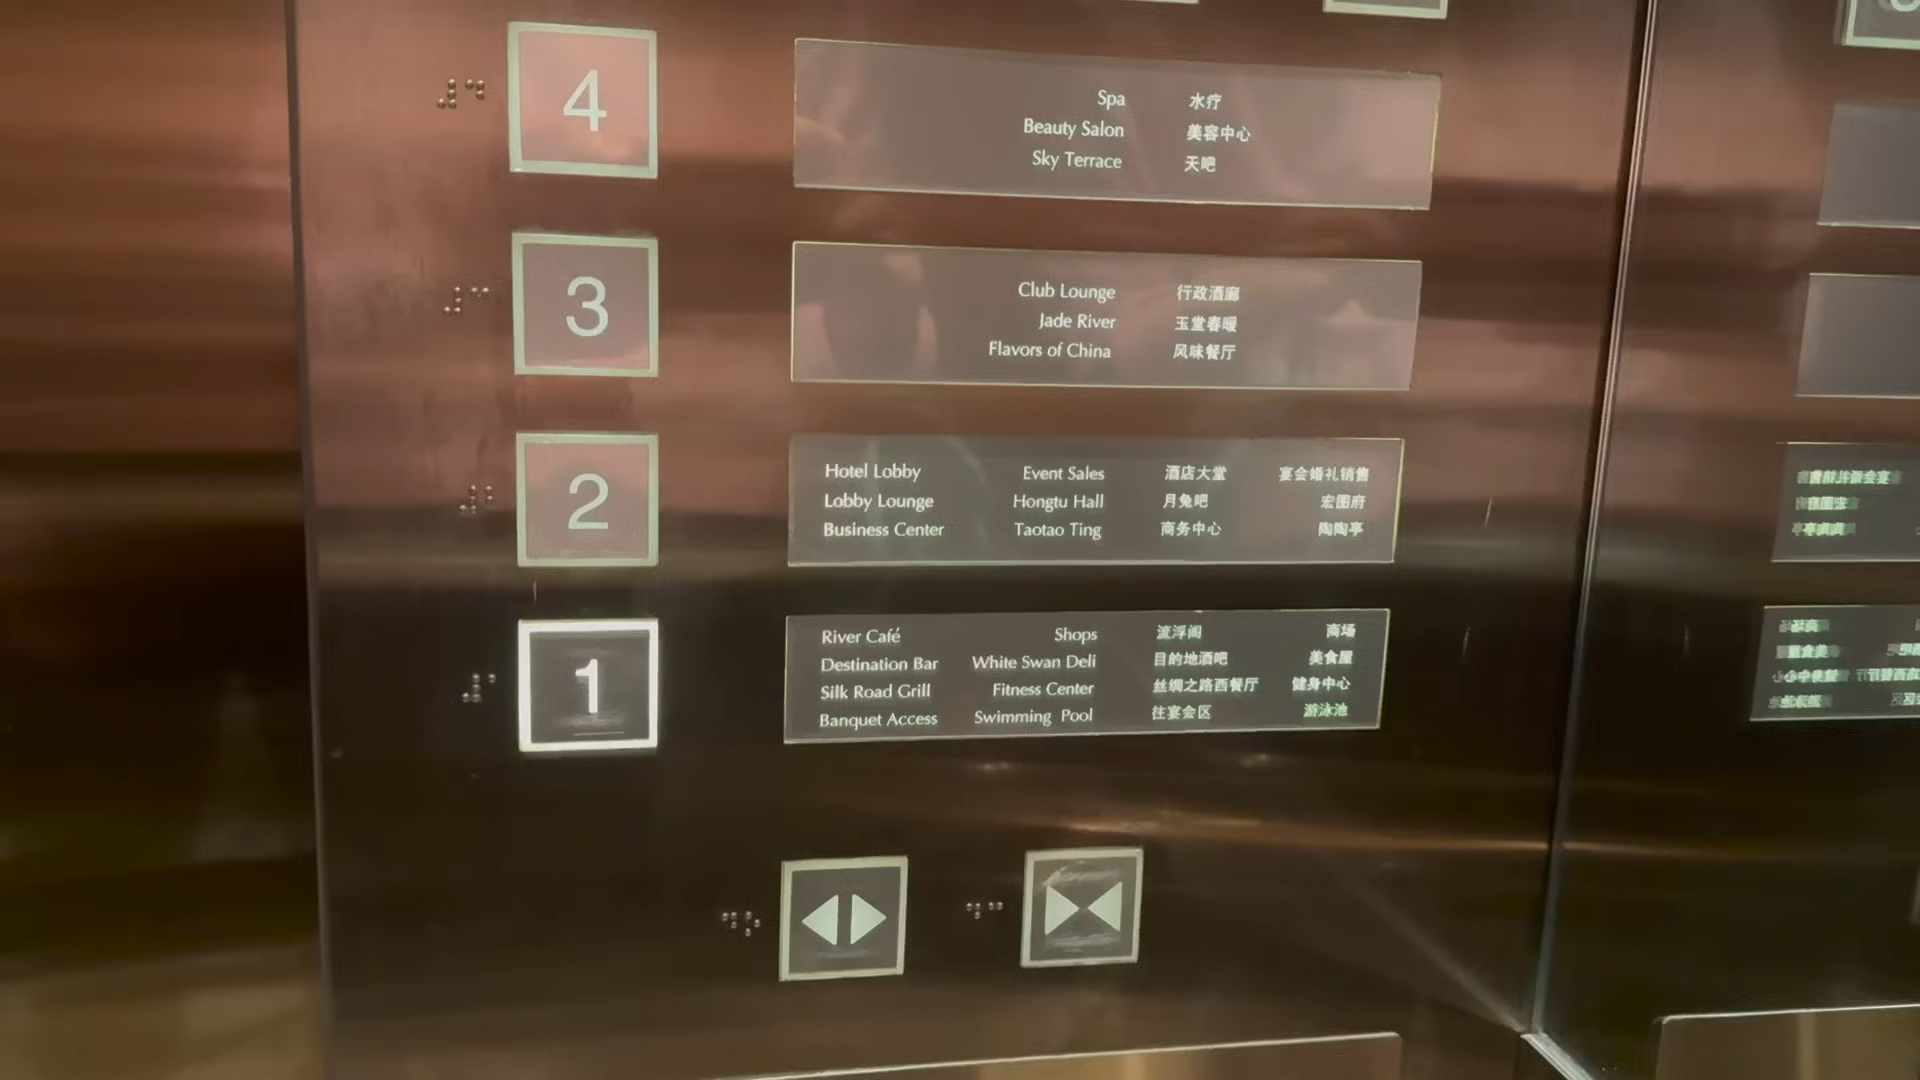 4
Spa 水疗
Beauty Salon 美容中心
Sky Terrace 天吧
3
Club Lounge 行政酒廊
Jade River 玉堂春暖
Flavors of China 风味餐厅
2
Hotel Lobby Event Sales 酒店大堂 宴会婚礼销售
Lobby Lounge Hongtu Hall 月兔吧 宏图府
Business Center Taotao Ting 商务中心 陶陶亭
1
River Café Shops 流浮阁 商场
Destination Bar White Swan Deli 目的地酒吧 美食屋
Silk Road Grill Fitness Center 丝绸之路西餐厅 健身中心
Banquet Access Swimming Pool 往宴会区 游泳池